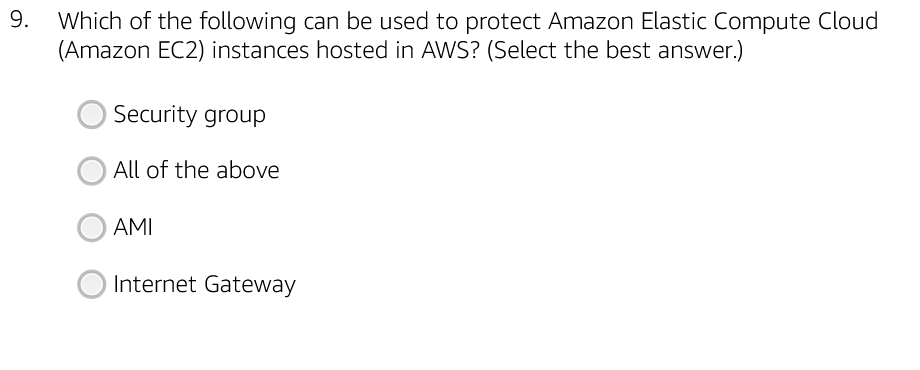 9. Which of the following can be used to protect Amazon Elastic Compute Cloud
(Amazon EC2) instances hosted in AWS? (Select the best answer.)
Security group
All of the above
AMI
Internet Gateway